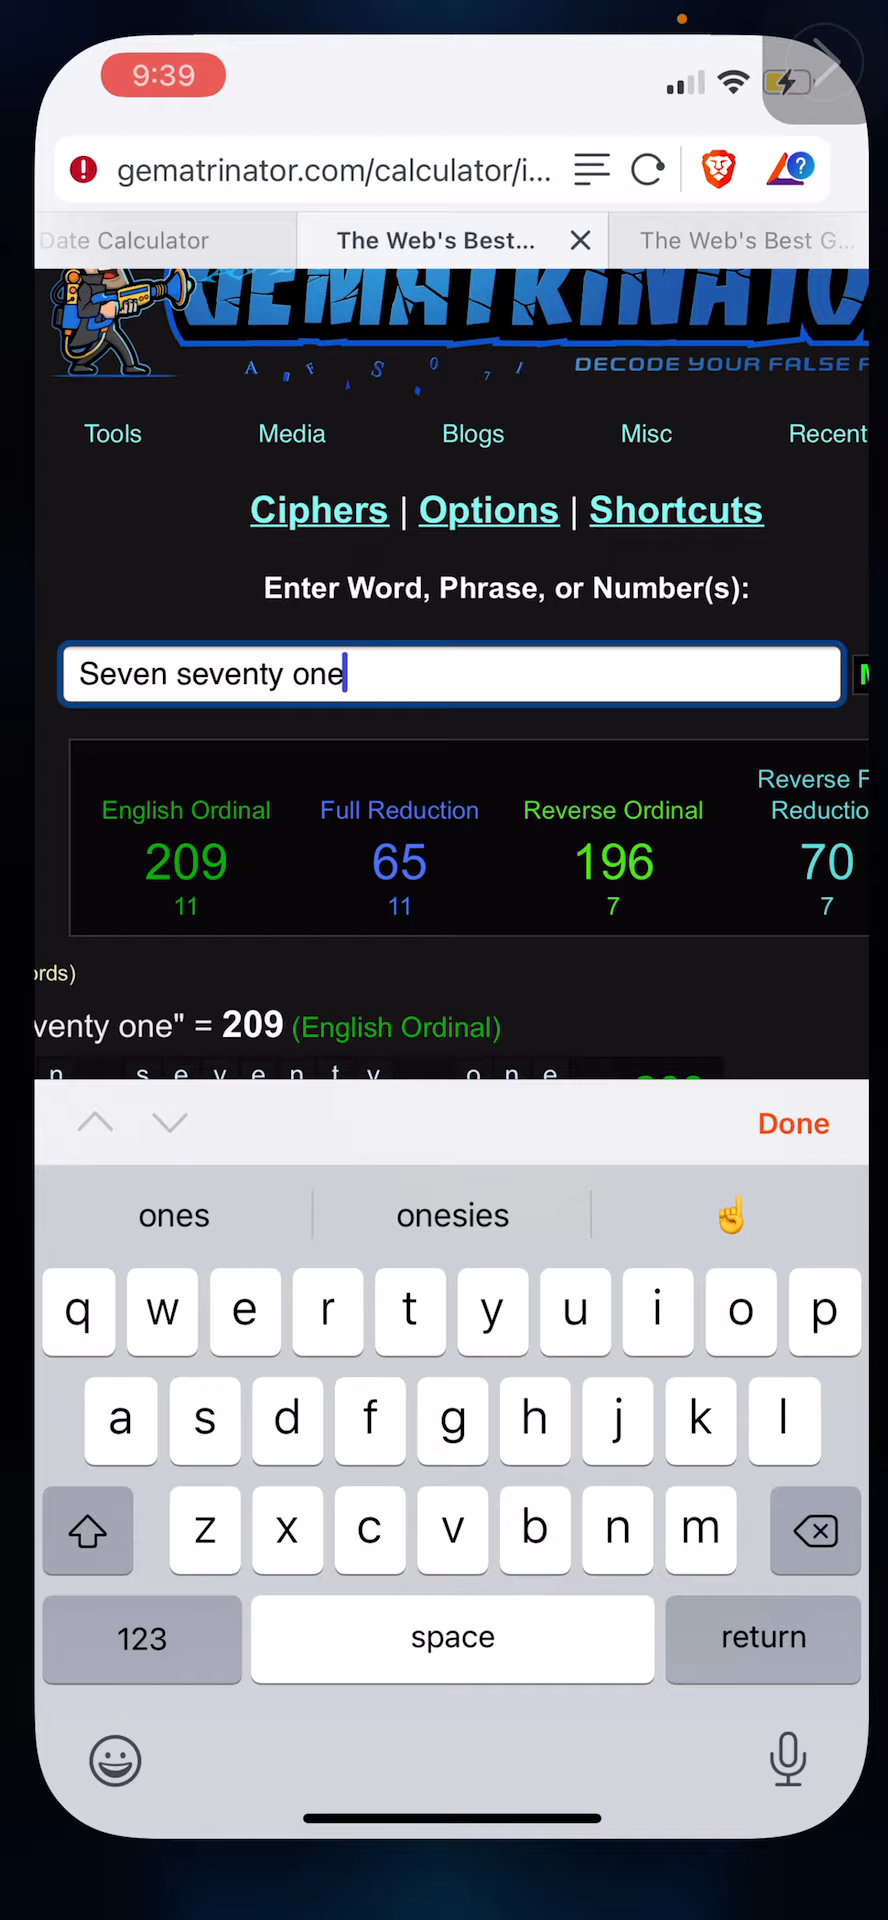 9:39
gematrinator.com/calculator/i...
Date Calculator The Web's Best... The Web's Best G...
GEMATRINATO
DECODE YOUR FALSE
Tools Media Blogs Misc Recent
Ciphers | Options | Shortcuts
Enter Word, Phrase, or Number(s):
Seven seventy one
English Ordinal Full Reduction Reverse Ordinal Reverse F
Reductio
209 65 196 70
11 11 7 7
ords)
venty one" = 209 (English Ordinal)
n s e v e n t y o n e
Done
ones onesies
q w e r t y u i o p
a s d f g h j k l
z x c v b n m
123 space return